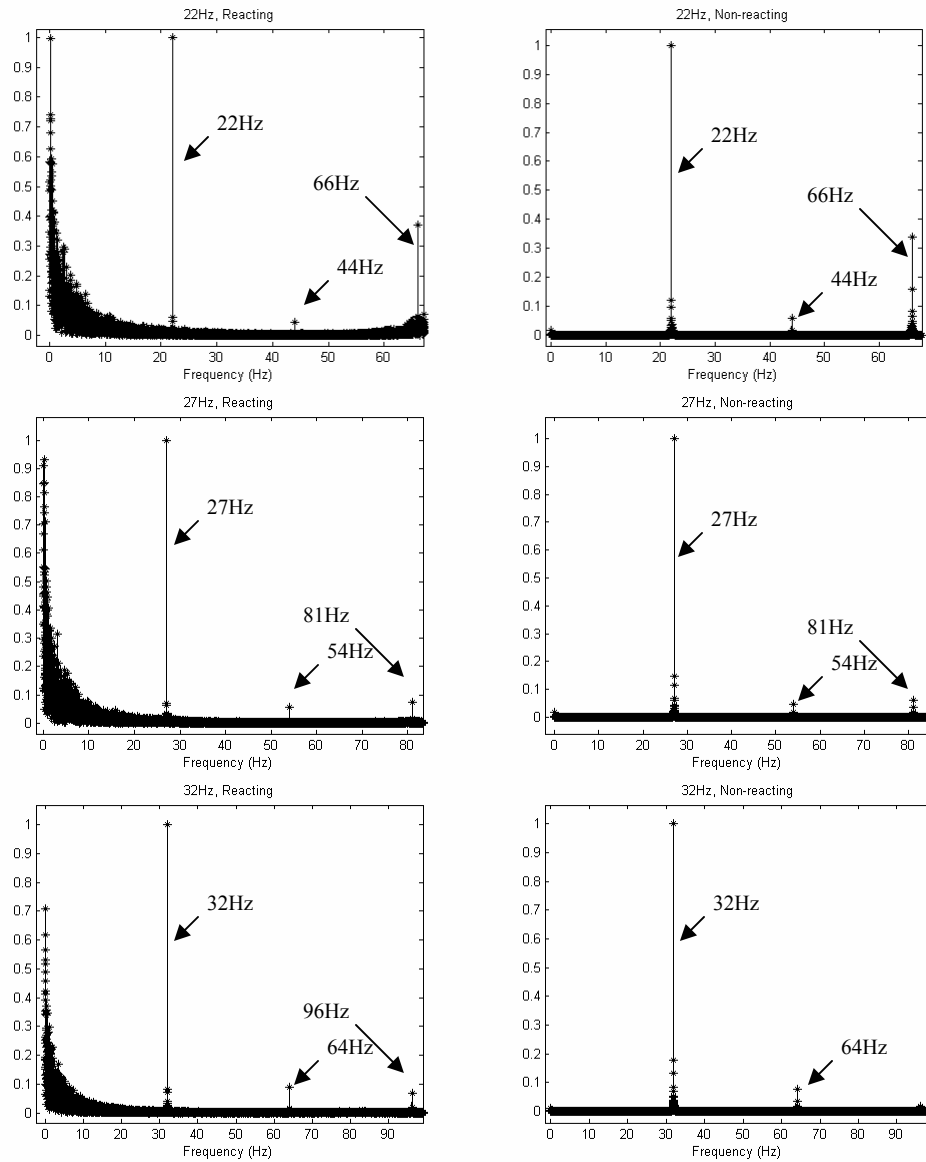 22Hz, Reacting
1
0.9
0.8
0.7
0.6
0.5
0.4
0.3
0.2
0.1
0
22Hz
66Hz
44Hz
0 10 20 30 40 50 60
Frequency (Hz)
22Hz, Non-reacting
1
0.9
0.8
0.7
0.6
0.5
0.4
0.3
0.2
0.1
0
22Hz
66Hz
44Hz
0 10 20 30 40 50 60
Frequency (Hz)
27Hz, Reacting
1
0.9
0.8
0.7
0.6
0.5
0.4
0.3
0.2
0.1
0
27Hz
81Hz
54Hz
0 10 20 30 40 50 60 70 80
Frequency (Hz)
27Hz, Non-reacting
1
0.9
0.8
0.7
0.6
0.5
0.4
0.3
0.2
0.1
0
27Hz
81Hz
54Hz
0 10 20 30 40 50 60 70 80
Frequency (Hz)
32Hz, Reacting
1
0.9
0.8
0.7
0.6
0.5
0.4
0.3
0.2
0.1
0
32Hz
96Hz
64Hz
0 10 20 30 40 50 60 70 80 90
Frequency (Hz)
32Hz, Non-reacting
1
0.9
0.8
0.7
0.6
0.5
0.4
0.3
0.2
0.1
0
32Hz
64Hz
0 10 20 30 40 50 60 70 80 90
Frequency (Hz)